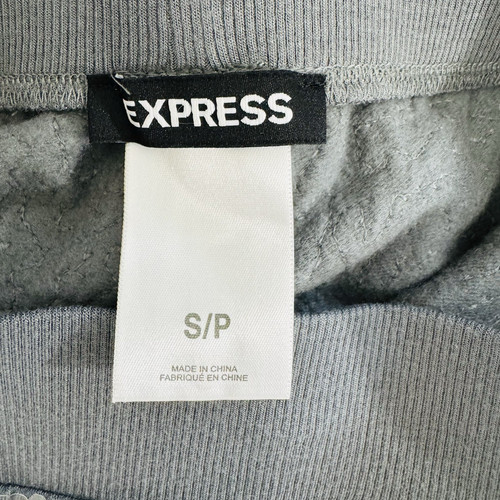 EXPRESS
S/P
MADE IN CHINA
FABRIQUÉ EN CHINE